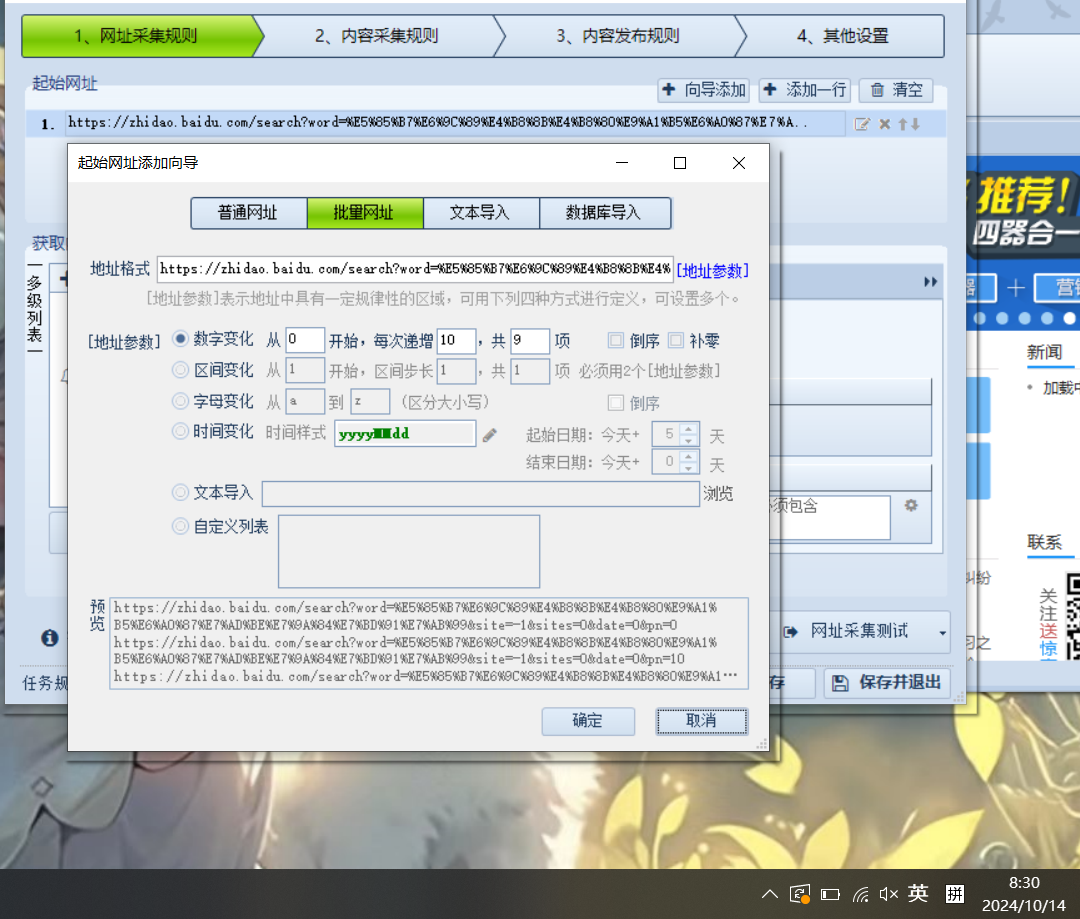 1、网址采集规则
2、内容采集规则
3、内容发布规则
4、其他设置
起始网址
向导添加
添加一行
清空
1. https://zhidao.baidu.com/search?word=%E5%85%B7%E6%9C%89%E4%B8%8B%E4%B8%80%E9%A1%B5%E6%A0%87%E7%A..
起始网址添加向导
普通网址
批量网址
文本导入
数据库导入
推荐!
四器合一
获取
多级列表
地址格式 https://zhidao.baidu.com/search?word=%E5%85%B7%E6%9C%89%E4%B8%8B%E4% [地址参数]
[地址参数]表示地址中具有一定规律性的区域，可用下列四种方式进行定义，可设置多个。
器
营
[地址参数] 数字变化 从 0 开始，每次递增 10 ，共 9 项 倒序 补零
新闻
区间变化 从 1 开始，区间步长 1 ，共 1 项 必须用2个[地址参数]
加载中
字母变化 从 a 到 z （区分大小写） 倒序
时间变化 时间样式 yyyyMMdd 起始日期：今天+ 5 天
结束日期：今天+ 0 天
文本导入 浏览
须包含
自定义列表
联系
纠纷
预览
https://zhidao.baidu.com/search?word=%E5%85%B7%E6%9C%89%E4%B8%8B%E4%B8%80%E9%A1%
B5%E6%A0%87%E7%AD%BE%E7%9A%84%E7%BD%91%E7%AB%99&site=-1&sites=0&date=0&pn=0
https://zhidao.baidu.com/search?word=%E5%85%B7%E6%9C%89%E4%B8%8B%E4%B8%80%E9%A1%
B5%E6%A0%87%E7%AD%BE%E7%9A%84%E7%BD%91%E7%AB%99&site=-1&sites=0&date=0&pn=10
https://zhidao.baidu.com/search?word=%E5%85%B7%E6%9C%89%E4%B8%8B%E4%B8%80%E9%A1…
关注送惊
网址采集测试
习之
任务规
存
保存并退出
确定
取消
英
拼
8:30
2024/10/14